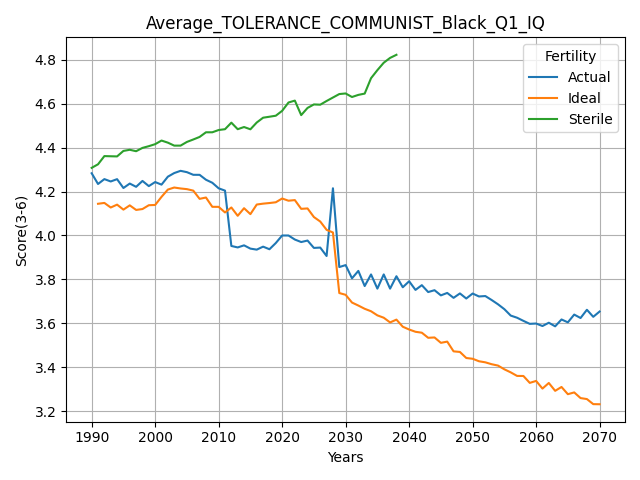 Average_TOLERANCE_COMMUNIST_Black_Q1_IQ
Fertility
Actual
Ideal
Sterile
Score(3-6)
4.8
4.6
4.4
4.2
4.0
3.8
3.6
3.4
3.2
1990 2000 2010 2020 2030 2040 2050 2060 2070
Years